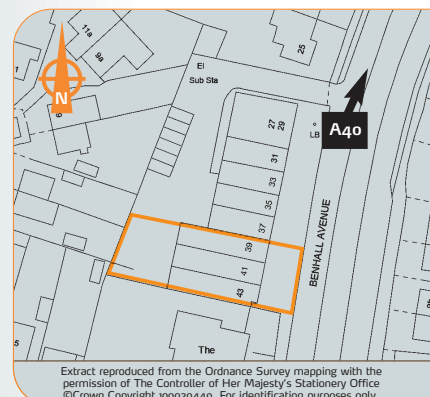 11a
9a
1
9
N
El
Sub Sta
25
27
29
LB
A40
31
33
35
37
39
41
43
BENHALL AVENUE
5
The
Extract reproduced from the Ordnance Survey mapping with the
permission of The Controller of Her Majesty's Stationery Office
©Crown Copyright 100020449. For identification purposes only.